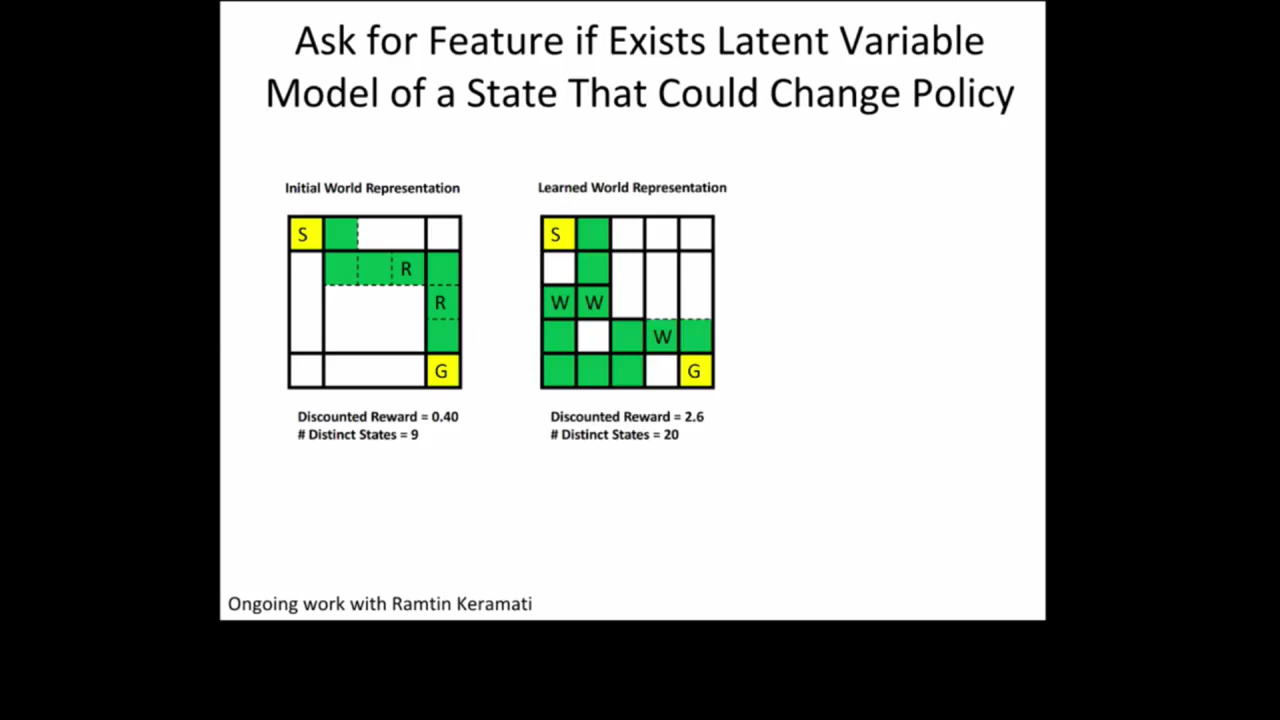 Ask for Feature if Exists Latent Variable
Model of a State That Could Change Policy
Initial World Representation
S
R
R
G
Discounted Reward = 0.40
# Distinct States = 9
Learned World Representation
S
W W
W
G
Discounted Reward = 2.6
# Distinct States = 20
Ongoing work with Ramtin Keramati